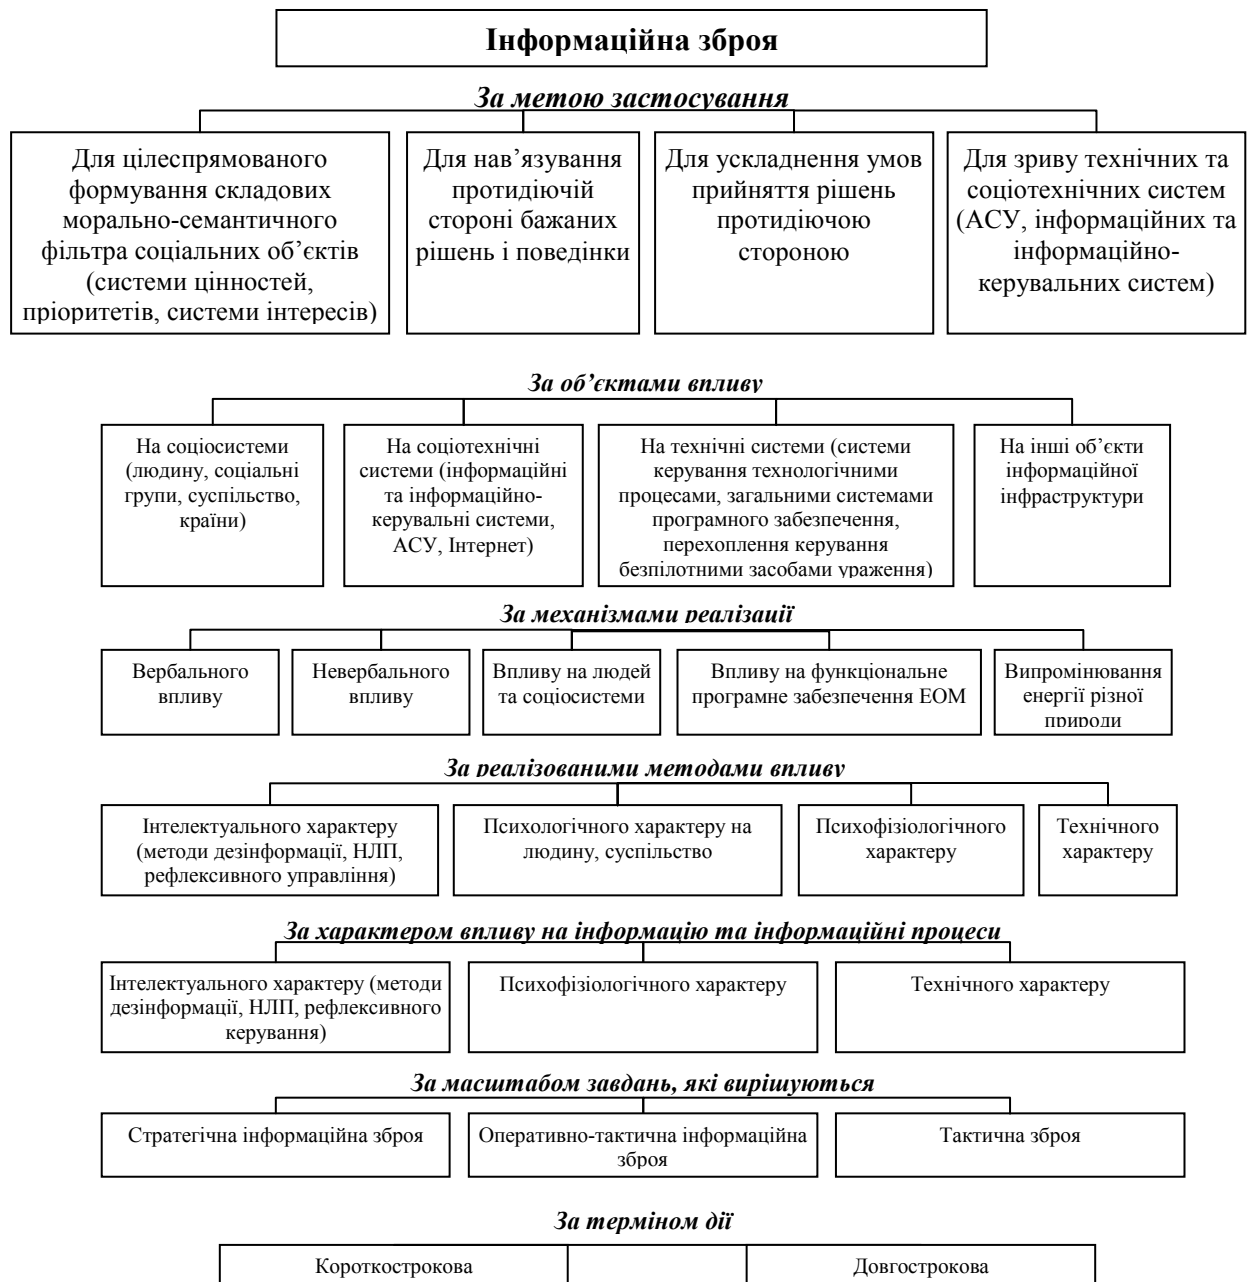 Інформаційна зброя
За метою застосування
Для цілеспрямованого
формування складових
морально-семантичного
фільтра соціальних об’єктів
(системи цінностей,
пріоритетів, системи інтересів)
Для нав’язування
протидіючій
стороні бажаних
рішень і поведінки
Для ускладнення умов
прийняття рішень
протидіючою
стороною
Для зриву технічних та
соціотехнічних систем
(АСУ, інформаційних та
інформаційно-
керувальних систем)
За об’єктами впливу
На соціосистеми
(людину, соціальні
групи, суспільство,
країни)
На соціотехнічні
системи (інформаційні
та інформаційно-
керувальні системи,
АСУ, Інтернет)
На технічні системи (системи
керування технологічними
процесами, загальними системами
програмного забезпечення,
перехоплення керування
безпілотними засобами ураження)
На інші об’єкти
інформаційної
інфраструктури
За механізмами реалізації
Вербального
впливу
Невербального
впливу
Впливу на людей
та соціосистеми
Впливу на функціональне
програмне забезпечення ЕОМ
Випромінювання
енергії різної
природи
За реалізованими методами впливу
Інтелектуального характеру
(методи дезінформації, НЛП,
рефлексивного управління)
Психологічного характеру на
людину, суспільство
Психофізіологічного
характеру
Технічного
характеру
За характером впливу на інформацію та інформаційні процеси
Інтелектуального характеру (методи
дезінформації, НЛП, рефлексивного
керування)
Психофізіологічного характеру
Технічного характеру
За масштабом завдань, які вирішуються
Стратегічна інформаційна зброя
Оперативно-тактична інформаційна
зброя
Тактична зброя
За терміном дії
Короткострокова
Довгострокова